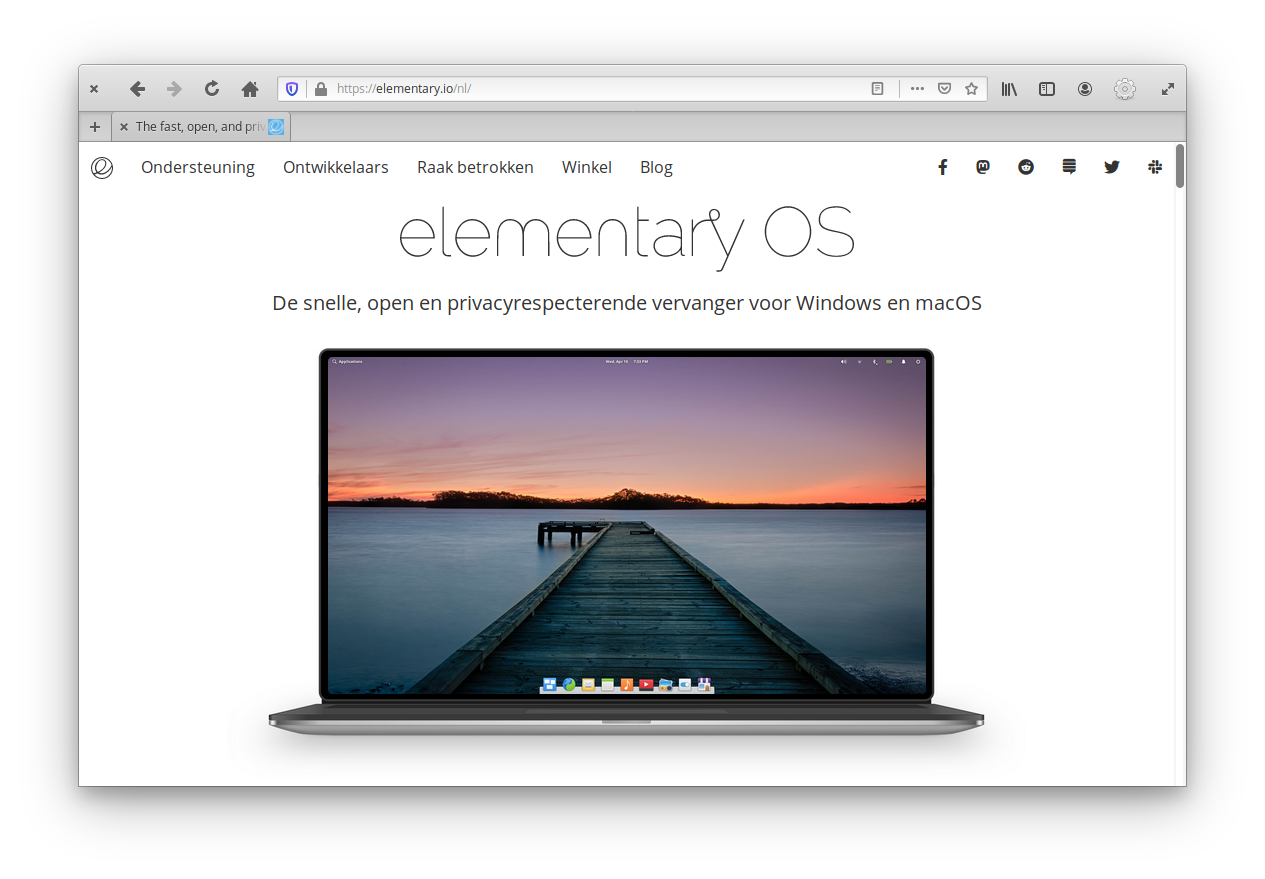 https://elementary.io/nl/
The fast, open, and priv
Ondersteuning Ontwikkelaars Raak betrokken Winkel Blog
elementary OS
De snelle, open en privacyrespecterende vervanger voor Windows en macOS
Applications Wed, Apr 15 7:53 PM